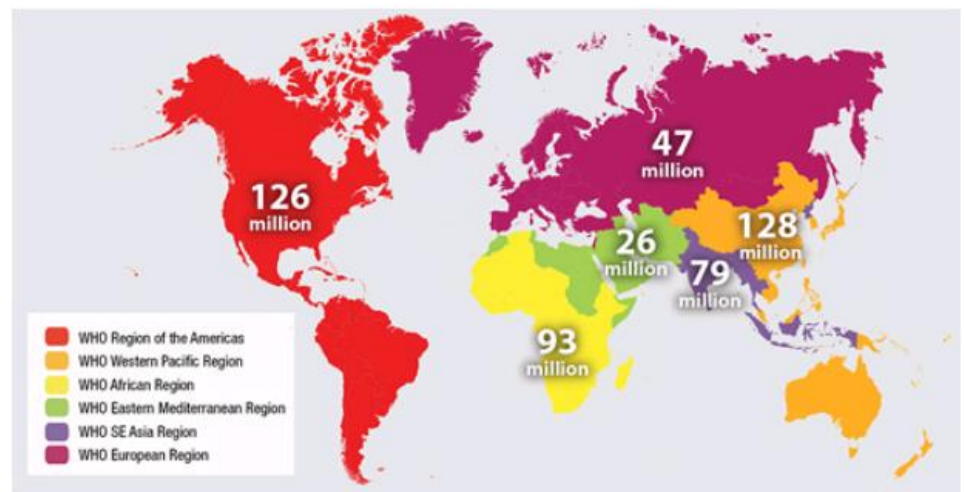 47
million
126
million
128
million
26
million
79
million
93
million
WHO Region of the Americas
WHO Western Pacific Region
WHO African Region
WHO Eastern Mediterranean Region
WHO SE Asia Region
WHO European Region